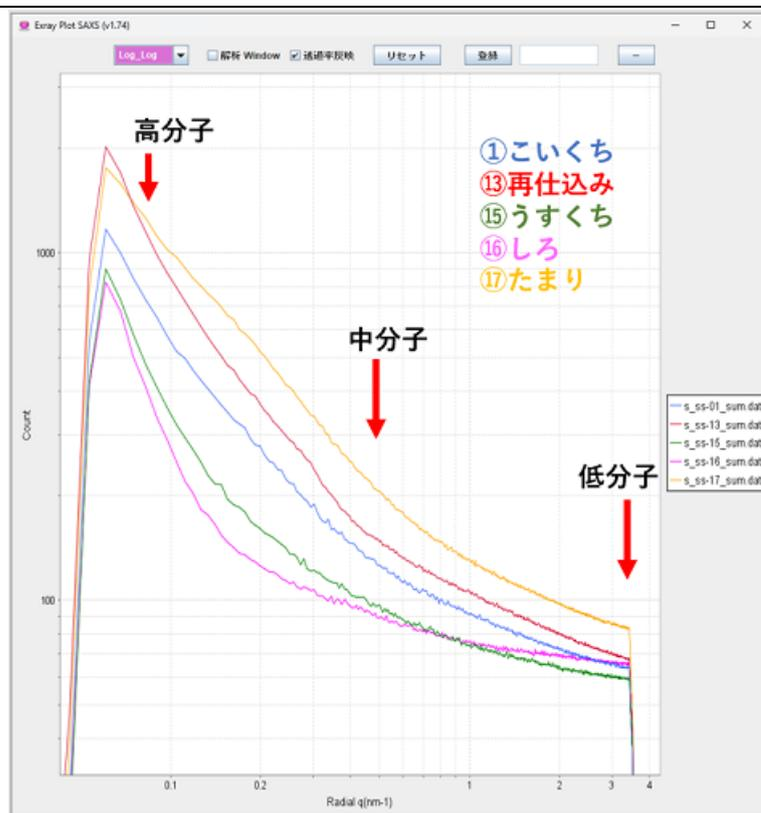 Exray Plot SAXS (v1.74)
Log_Log 解析 Window 透過率反映 リセット 登録 −
高分子
①こいくち
⑬再仕込み
⑮うすくち
⑯しろ
⑰たまり
中分子
低分子
1000
100
Count
s_ss-01_sum.dat
s_ss-13_sum.dat
s_ss-15_sum.dat
s_ss-16_sum.dat
s_ss-17_sum.dat
0.1 0.2 1 2 3 4
Radial q(nm-1)